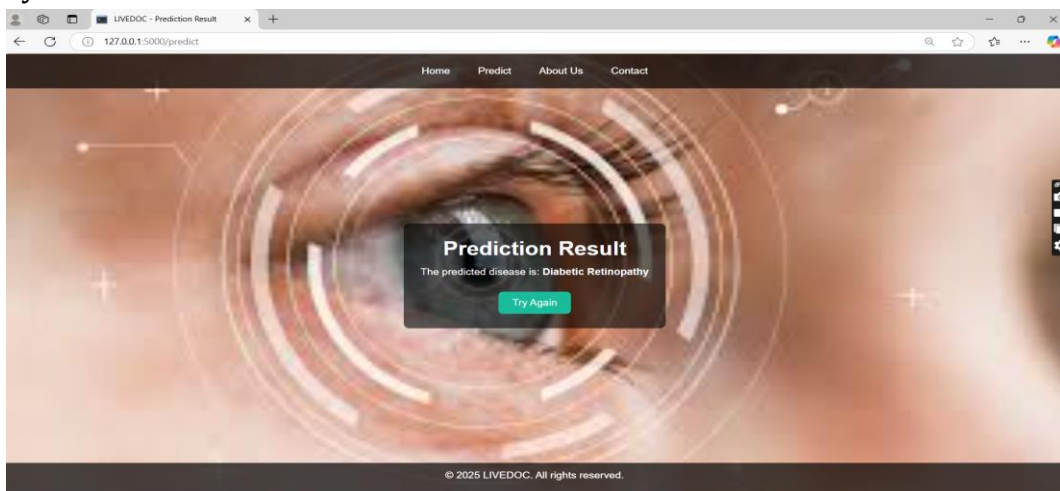 LIVEDOC - Prediction Result
127.0.0.1:5000/predict
Home Predict About Us Contact
Prediction Result
The predicted disease is: Diabetic Retinopathy
Try Again
© 2025 LIVEDOC. All rights reserved.